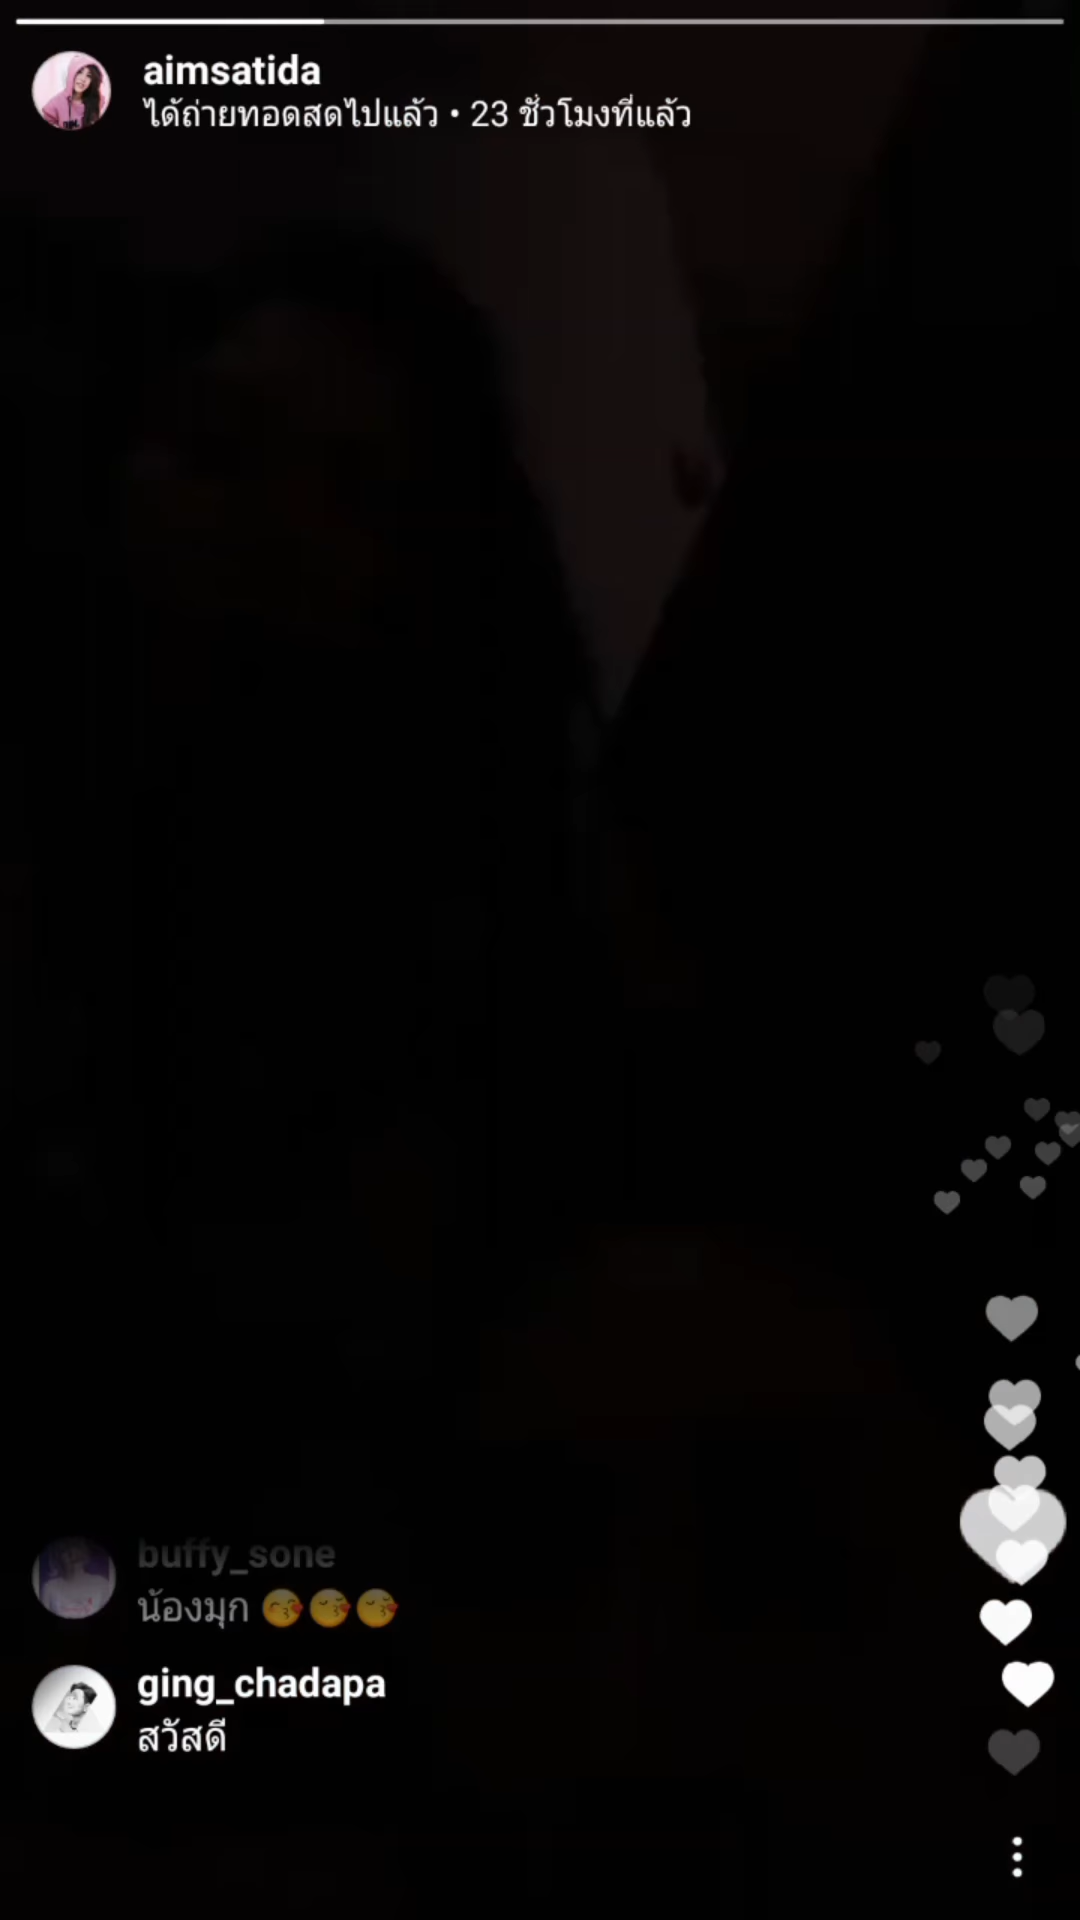 aimsatida
ได้ถ่ายทอดสดไปแล้ว • 23 ชั่วโมงที่แล้ว
buffy_sone
น้องมุก 😙😚😚
ging_chadapa
สวัสดี